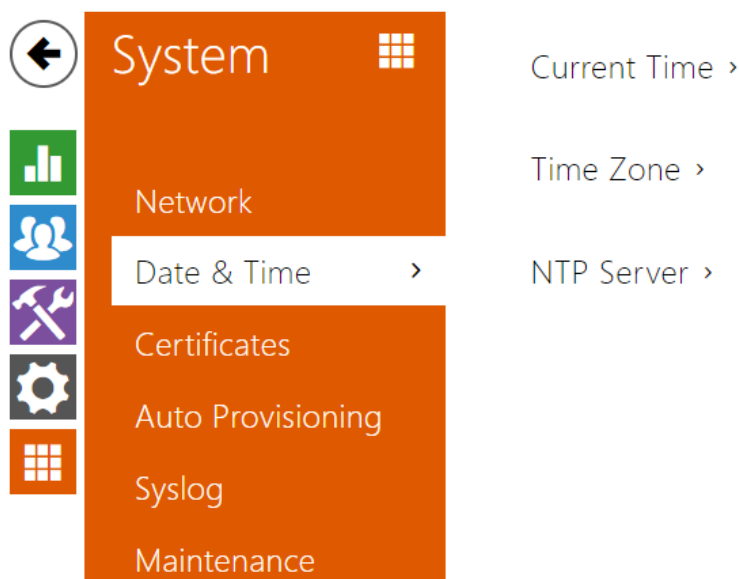 System
Network
Date & Time
Certificates
Auto Provisioning
Syslog
Maintenance
Current Time
Time Zone
NTP Server